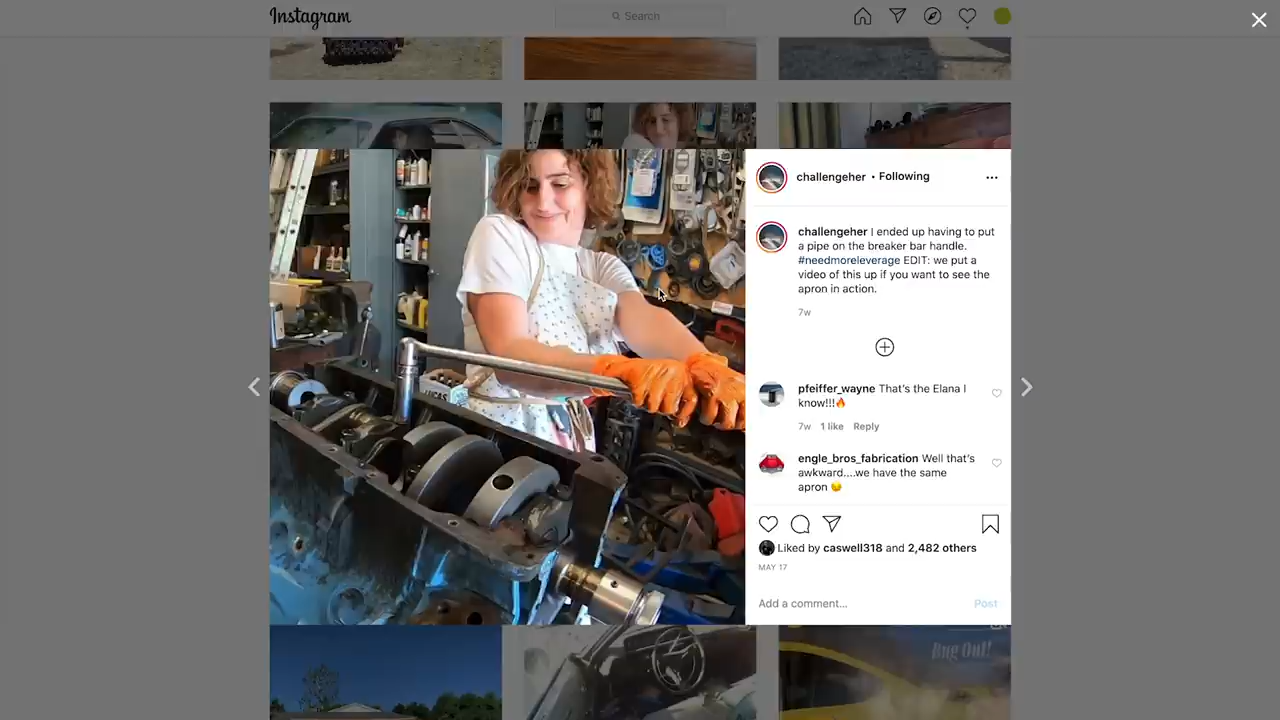 Instagram
Search
challengeher • Following
challengeher I ended up having to put
a pipe on the breaker bar handle.
#needmoreleverage EDIT: we put a
video of this up if you want to see the
apron in action.
7w
pfeiffer_wayne That's the Elana I
know!!!🔥
7w 1 like Reply
engle_bros_fabrication Well that's
awkward....we have the same
apron 😏
Liked by caswell318 and 2,482 others
MAY 17
Add a comment... Post
LUCAS
Bug Out!